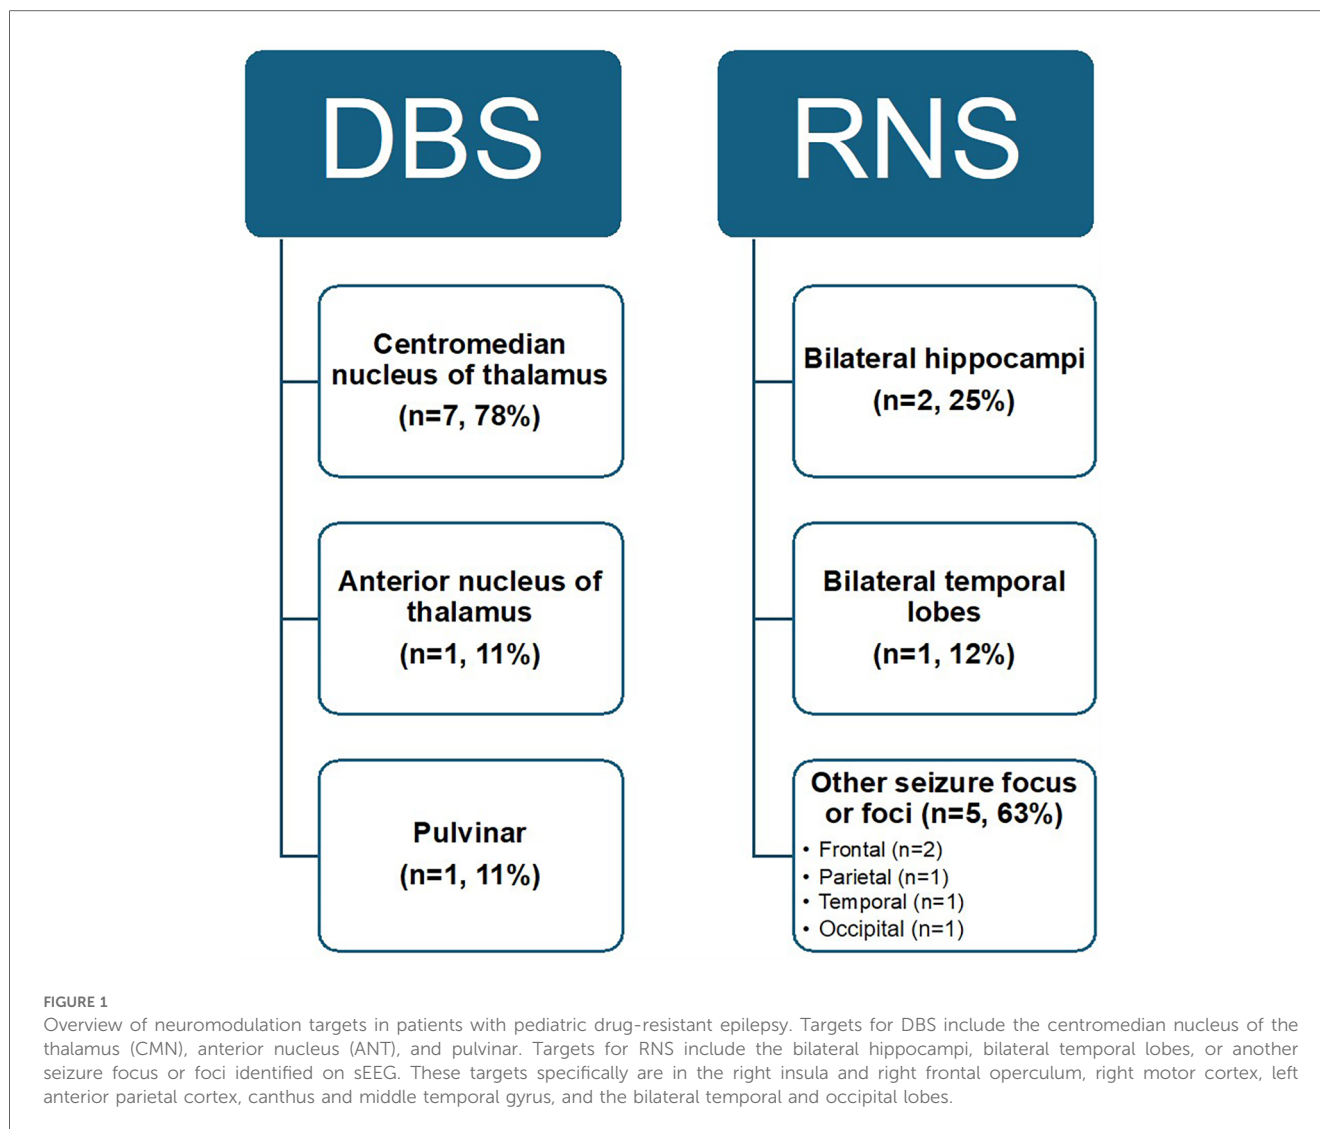 DBS
Centromedian
nucleus of thalamus
(n=7, 78%)
Anterior nucleus of
thalamus
(n=1, 11%)
Pulvinar
(n=1, 11%)
RNS
Bilateral hippocampi
(n=2, 25%)
Bilateral temporal
lobes
(n=1, 12%)
Other seizure focus
or foci (n=5, 63%)
• Frontal (n=2)
• Parietal (n=1)
• Temporal (n=1)
• Occipital (n=1)
FIGURE 1
Overview of neuromodulation targets in patients with pediatric drug-resistant epilepsy. Targets for DBS include the centromedian nucleus of the
thalamus (CMN), anterior nucleus (ANT), and pulvinar. Targets for RNS include the bilateral hippocampi, bilateral temporal lobes, or another
seizure focus or foci identified on sEEG. These targets specifically are in the right insula and right frontal operculum, right motor cortex, left
anterior parietal cortex, canthus and middle temporal gyrus, and the bilateral temporal and occipital lobes.